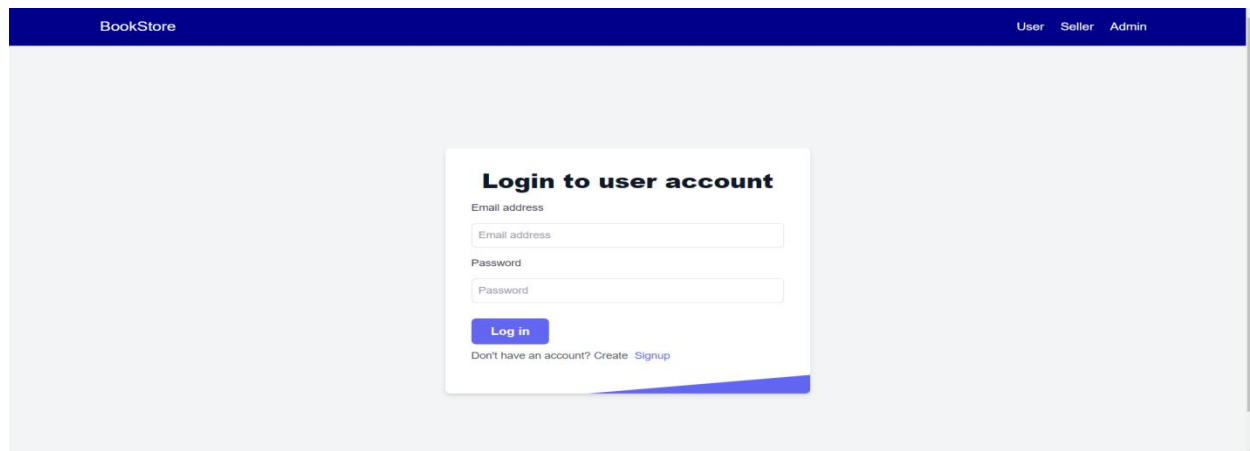 BookStore User Seller Admin
Login to user account
Email address
Email address
Password
Password
Log in
Don't have an account? Create Signup